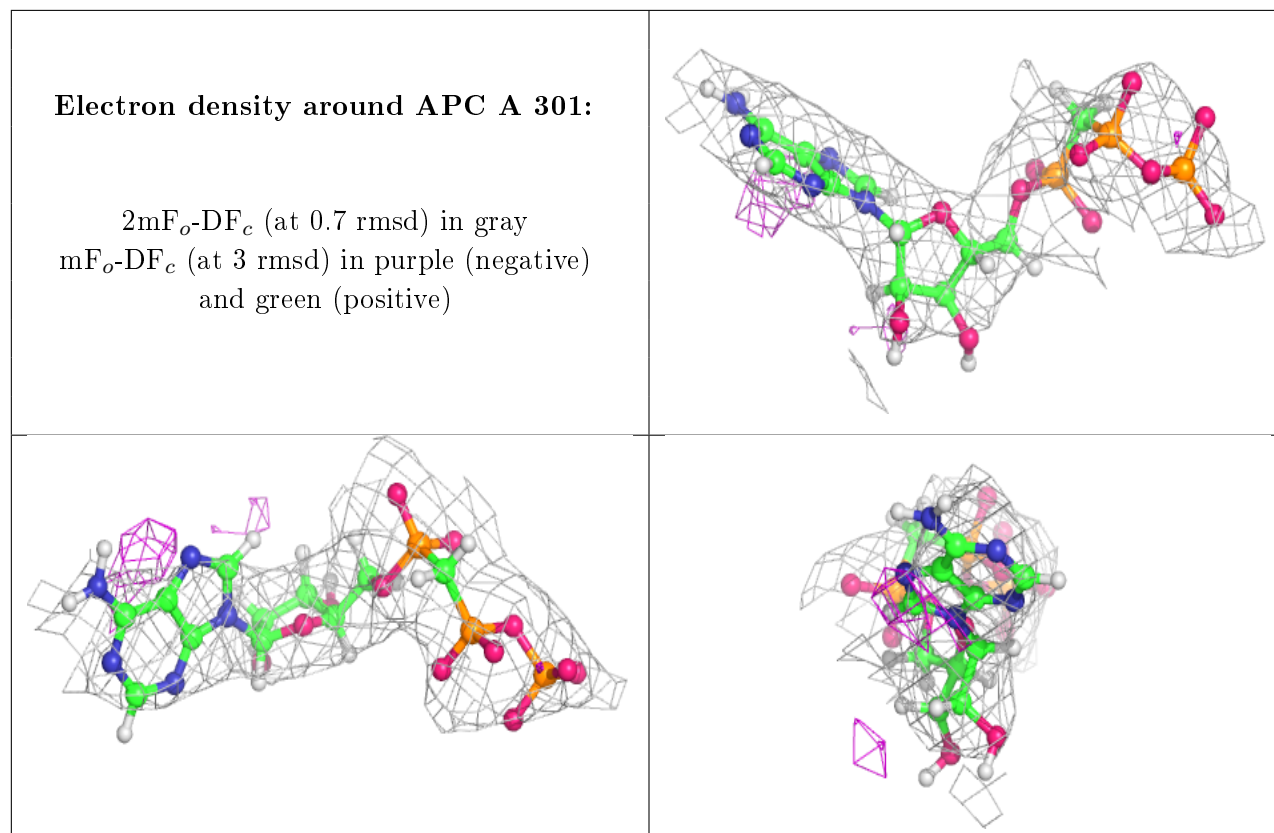 Electron density around APC A 301:
2mFo-DFc (at 0.7 rmsd) in gray
mFo-DFc (at 3 rmsd) in purple (negative)
and green (positive)